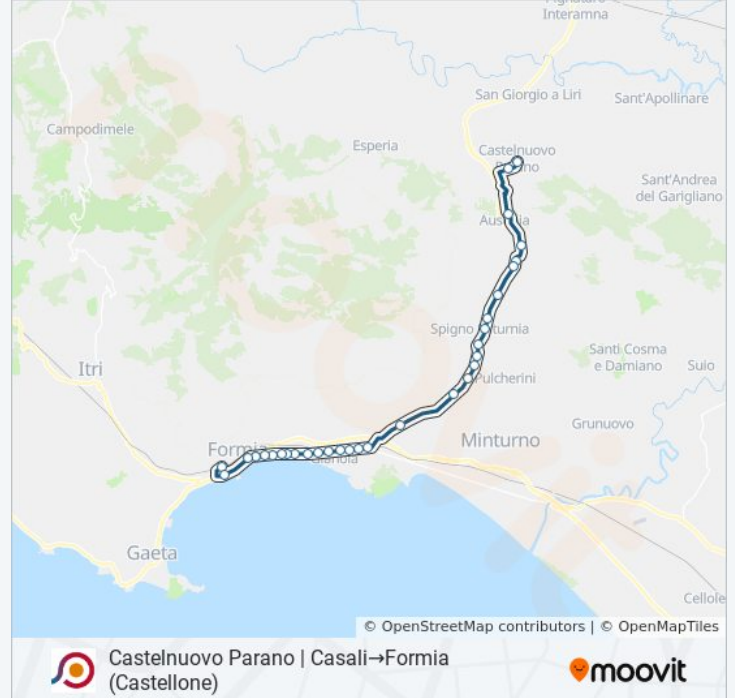 Pignataro
Interamna
San Giorgio a Liri
Sant'Apollinare
Campodimele
Esperia
Castelnuovo
Parano
Sant'Andrea
del Garigliano
Ausonia
Spigno Saturnia
Santi Cosma
e Damiano
Suio
Itri
Pulcherini
Grunuovo
Formia
Minturno
Gianola
Gaeta
Cellole
© OpenStreetMap contributors | © OpenMapTiles
Castelnuovo Parano | Casali→Formia
(Castellone)
moovit